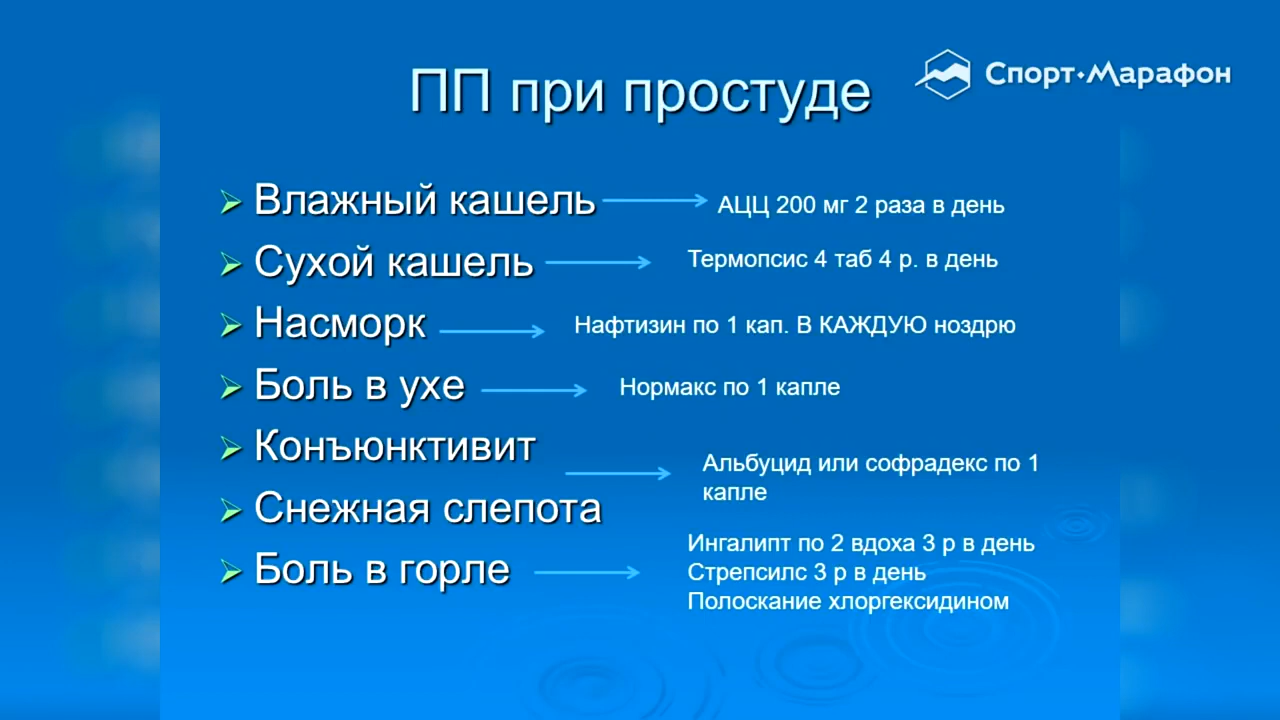 ПП при простуде
Спорт-Марафон
Влажный кашель
АЦЦ 200 мг 2 раза в день
Сухой кашель
Термопсис 4 таб 4 р. в день
Насморк
Нафтизин по 1 кап. В КАЖДУЮ ноздрю
Боль в ухе
Нормакс по 1 капле
Конъюнктивит
Снежная слепота
Альбуцид или софрадекс по 1
капле
Боль в горле
Ингалипт по 2 вдоха 3 р в день
Стрепсилс 3 р в день
Полоскание хлоргексидином